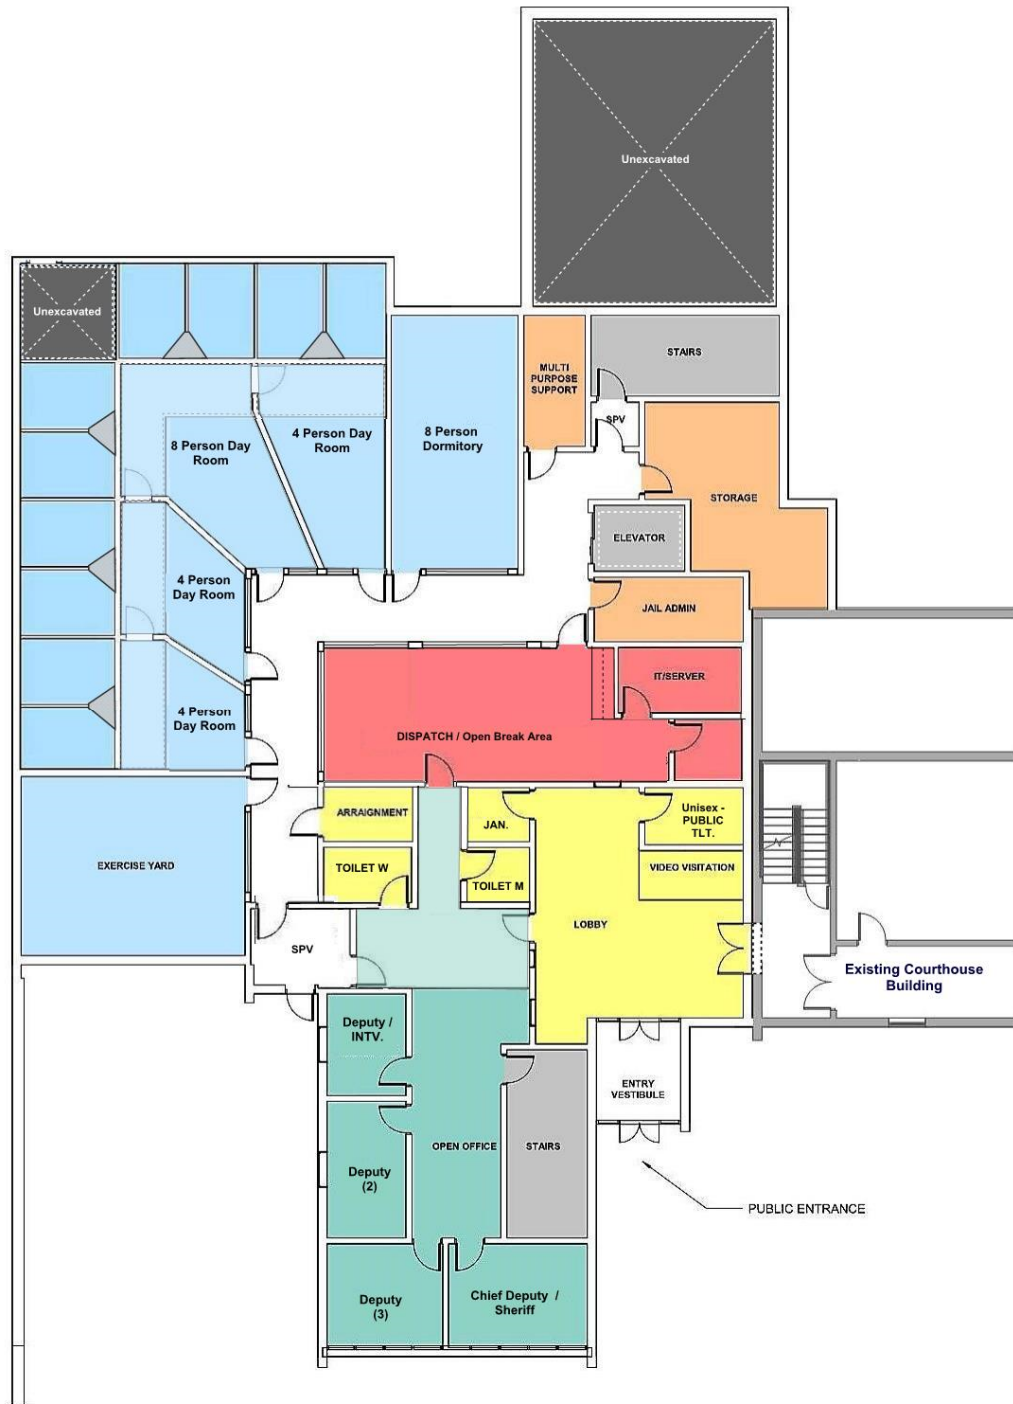 Unexcavated
Unexcavated
STAIRS
MULTI
PURPOSE
SUPPORT
SPV
8 Person Day
Room
4 Person Day
Room
8 Person
Dormitory
STORAGE
ELEVATOR
4 Person
Day Room
JAIL ADMIN
IT/SERVER
4 Person
Day Room
DISPATCH / Open Break Area
ARRAIGNMENT
JAN.
Unisex -
PUBLIC
TLT.
EXERCISE YARD
TOILET W
TOILET M
VIDEO VISITATION
LOBBY
SPV
Existing Courthouse
Building
Deputy /
INTV.
ENTRY
VESTIBULE
OPEN OFFICE
STAIRS
Deputy
(2)
PUBLIC ENTRANCE
Deputy
(3)
Chief Deputy /
Sheriff